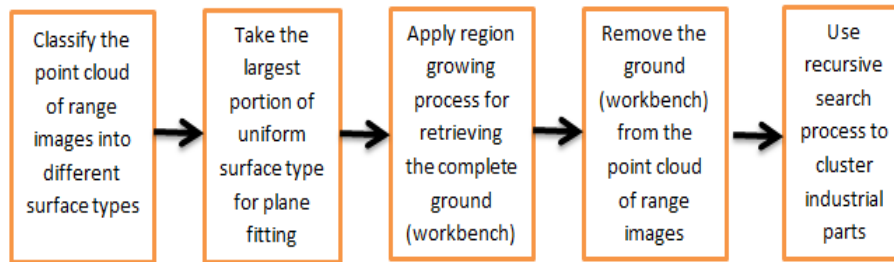 Classify the
point cloud
of range
images into
different
surface types
Take the
largest
portion of
uniform
surface type
for plane
fitting
Apply region
growing
process for
retrieving
the complete
ground
(workbench)
Remove the
ground
(workbench)
from the
point cloud
of range
images
Use
recursive
search
process to
cluster
industrial
parts